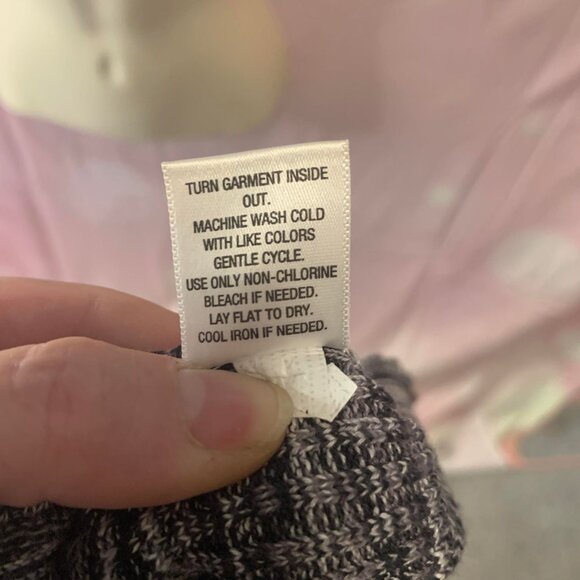 TURN GARMENT INSIDE
OUT.
MACHINE WASH COLD
WITH LIKE COLORS
GENTLE CYCLE.
USE ONLY NON-CHLORINE
BLEACH IF NEEDED.
LAY FLAT TO DRY.
COOL IRON IF NEEDED.